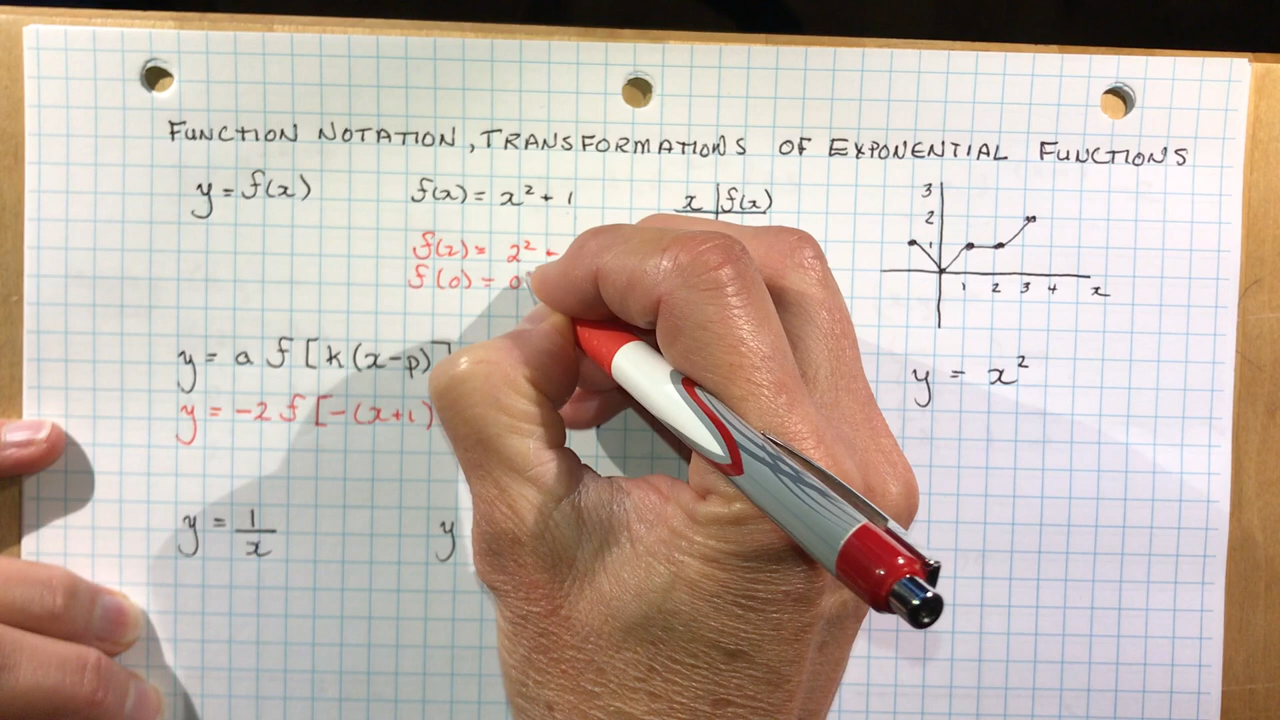 FUNCTION NOTATION, TRANSFORMATIONS OF EXPONENTIAL FUNCTIONS
y = f(x)
f(x) = x² + 1
x | f(x)
f(2) = 2²
f(0) = 0
3
2
1
1 2 3 4 x
y = a f[k(x-p)]
y = -2 f[-(x+1)
y = x²
y = 1/x
y